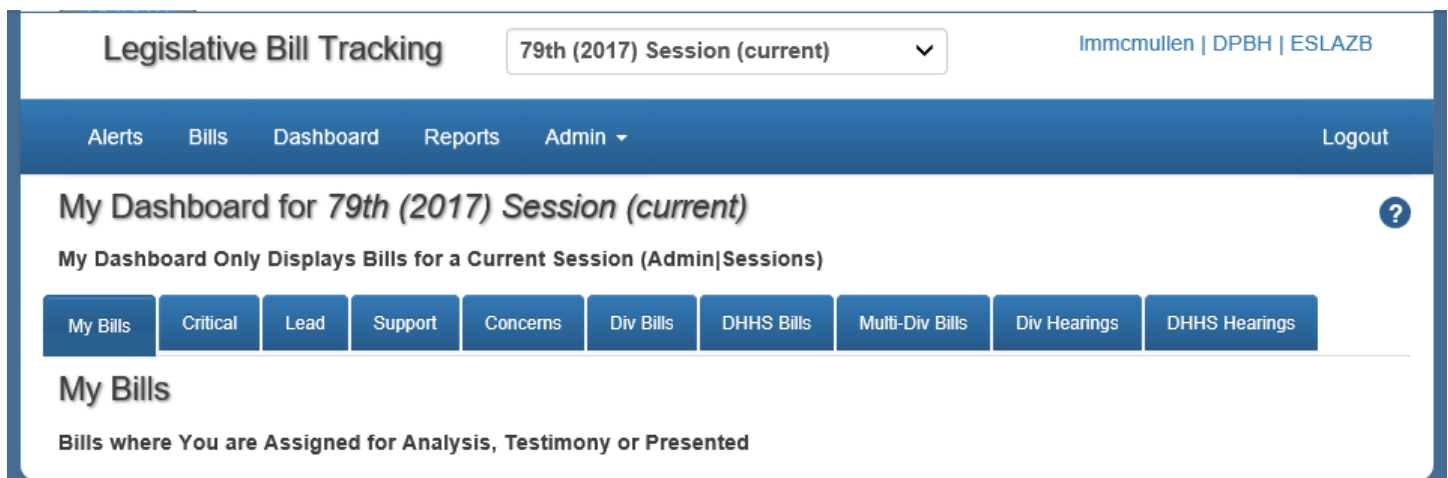 Legislative Bill Tracking 79th (2017) Session (current) lmmcmullen | DPBH | ESLAZB
Alerts Bills Dashboard Reports Admin Logout
My Dashboard for 79th (2017) Session (current) ?
My Dashboard Only Displays Bills for a Current Session (Admin|Sessions)
My Bills Critical Lead Support Concerns Div Bills DHHS Bills Multi-Div Bills Div Hearings DHHS Hearings
My Bills
Bills where You are Assigned for Analysis, Testimony or Presented